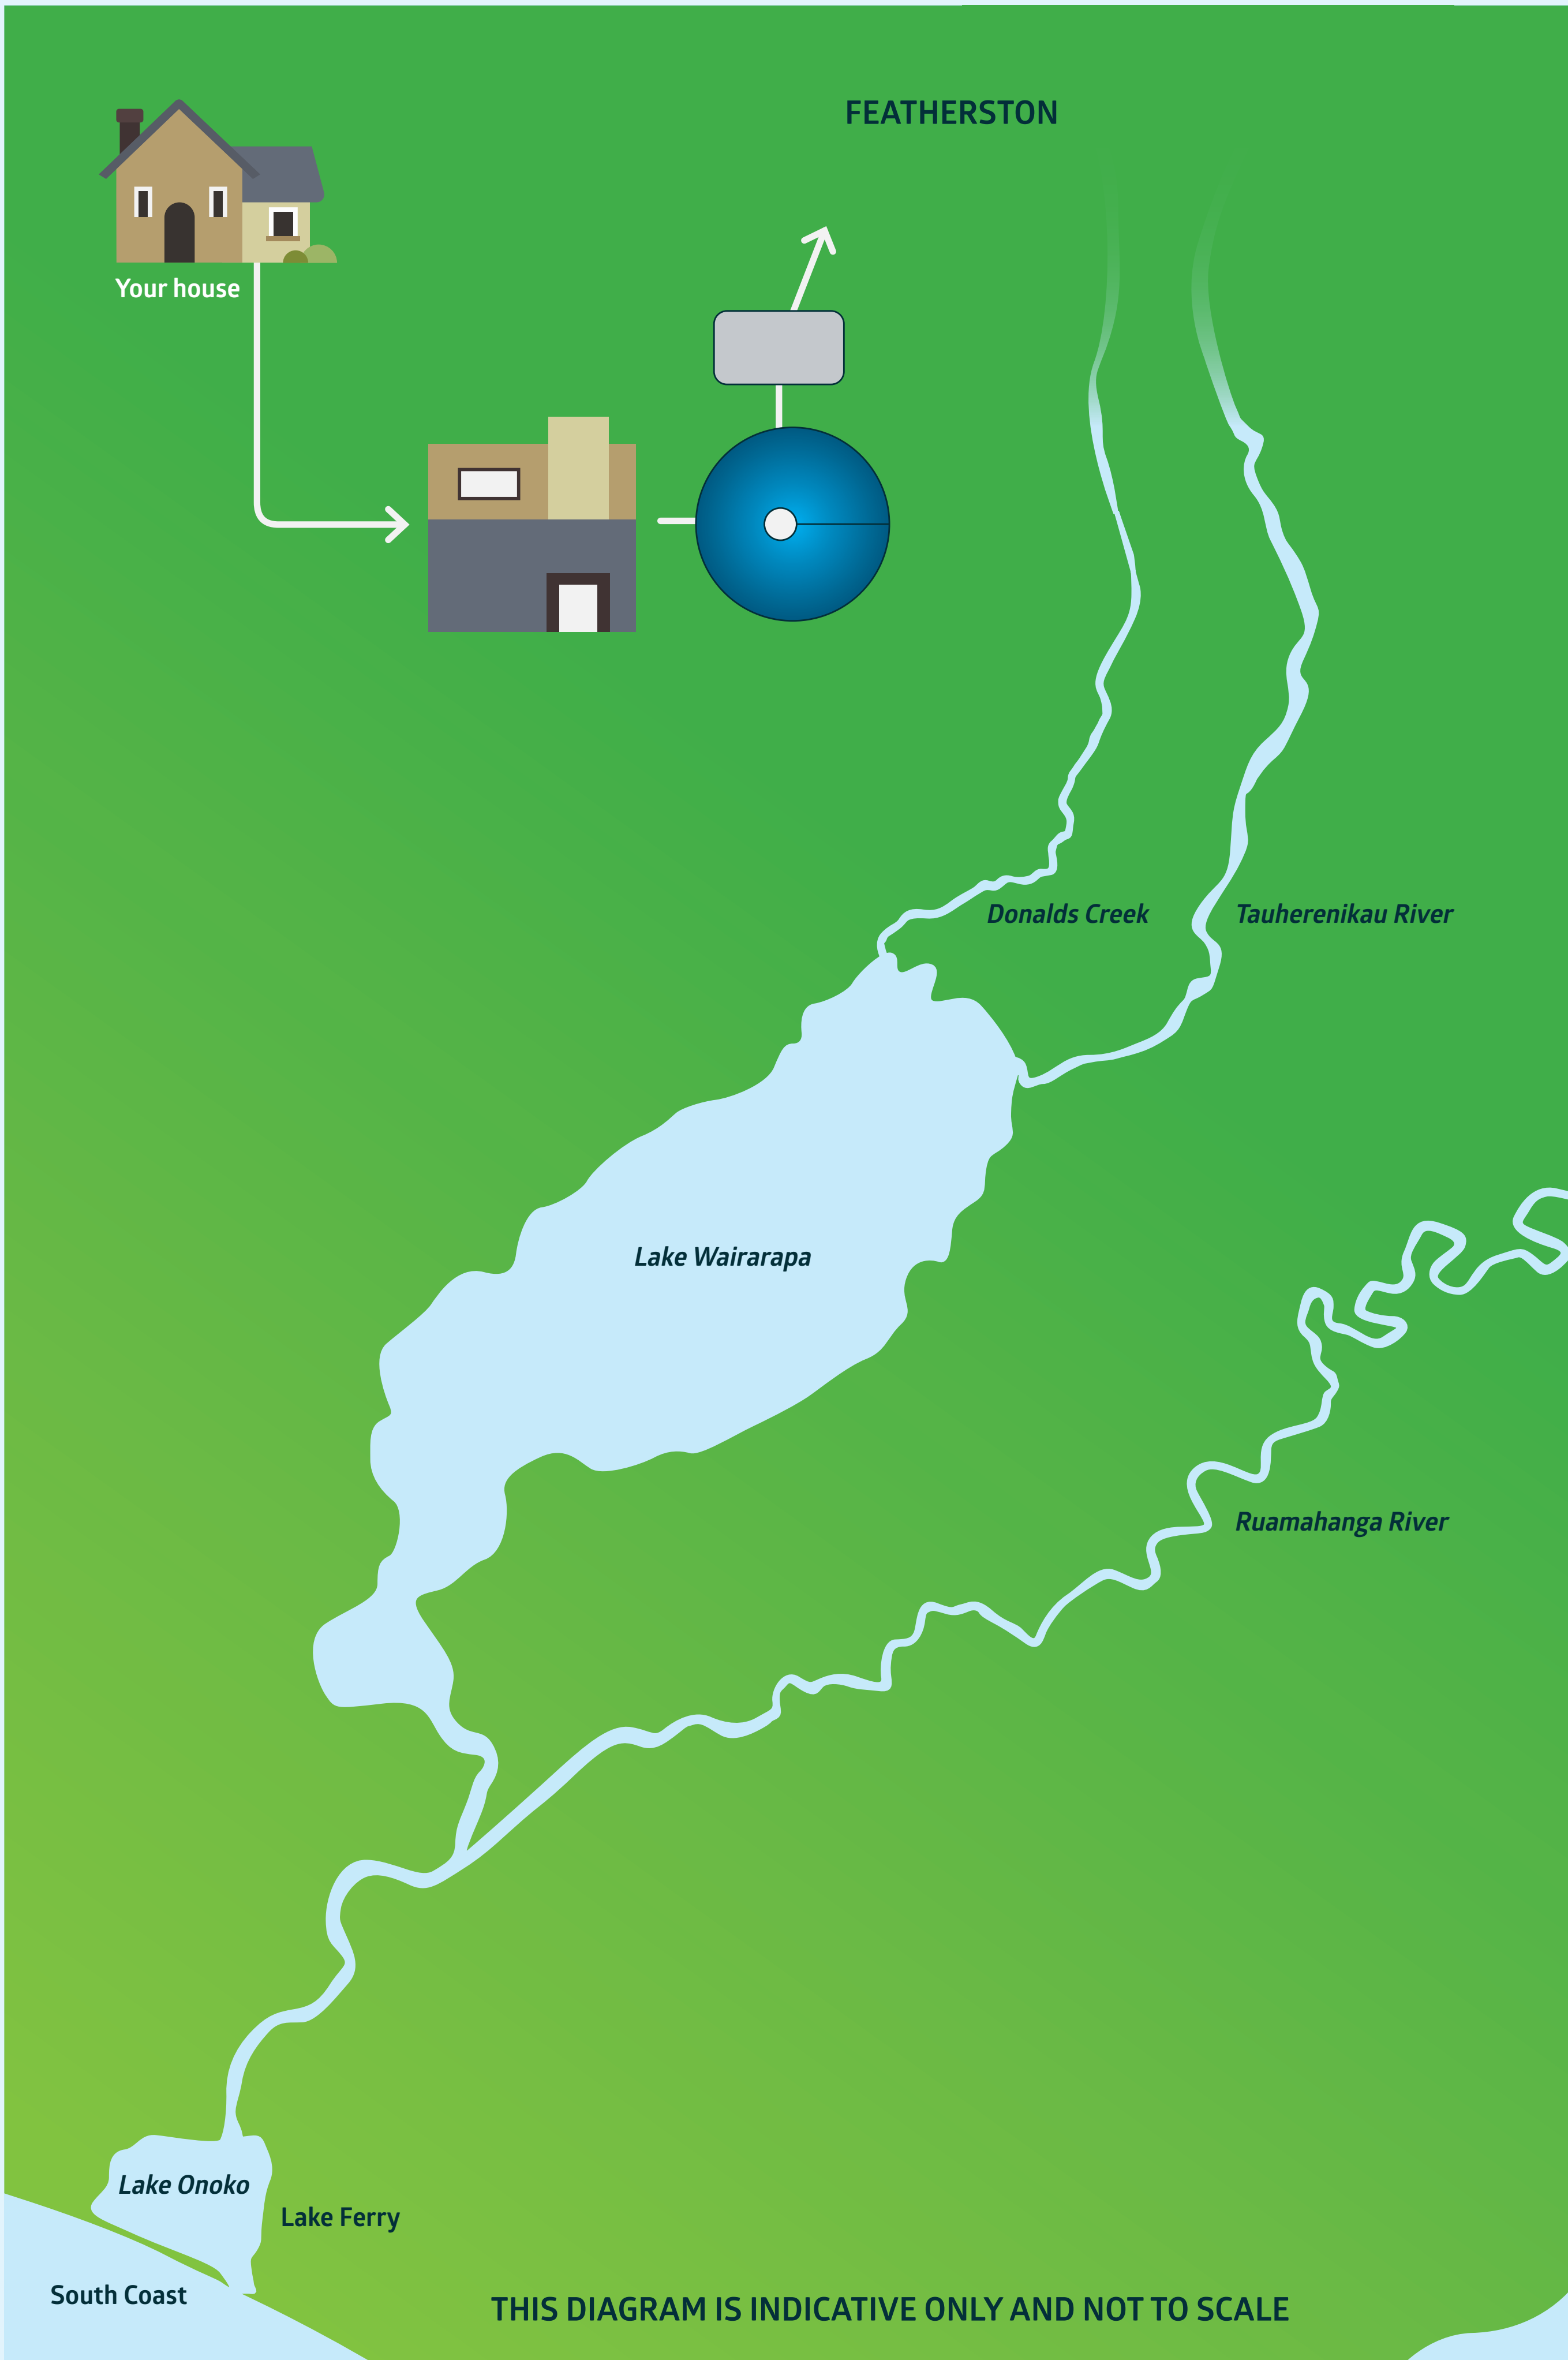 FEATHERSTON
Your house
Donalds Creek
Tauherenikau River
Lake Wairarapa
Ruamahanga River
Lake Onoko
Lake Ferry
South Coast
THIS DIAGRAM IS INDICATIVE ONLY AND NOT TO SCALE